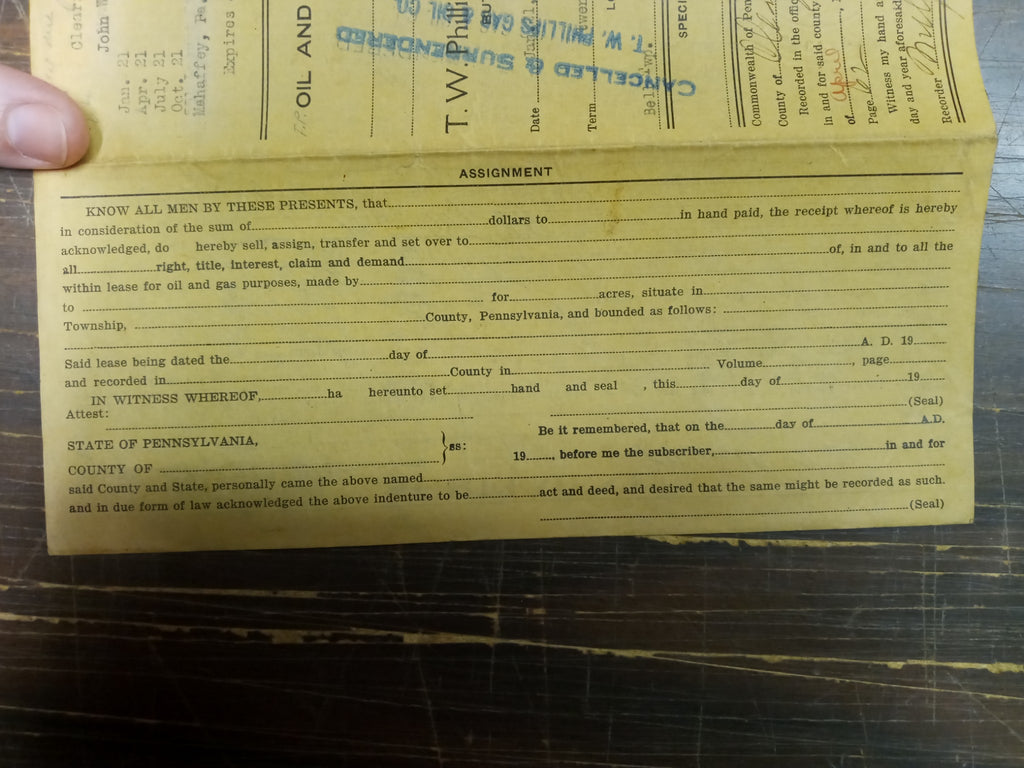 Clear
John W
Jan. 21
Apr. 21
July 21
Oct. 21
Mahaffey, Pa.
Expires
OIL AND
T. W. Phill
BUT
Date
Term
Bel Twp.
SPECI
CANCELLED & SURRENDERED
T. W. PHILLIPS GAS & OIL CO.
Commonwealth of Pen
County of
Recorded in the offic
in and for said county
of April
Page 62
Witness my hand a
day and year aforesaid
Recorder
ASSIGNMENT
KNOW ALL MEN BY THESE PRESENTS, that
in consideration of the sum of dollars to in hand paid, the receipt whereof is hereby
acknowledged, do hereby sell, assign, transfer and set over to
all right, title, interest, claim and demand of, in and to all the
within lease for oil and gas purposes, made by
to for acres, situate in
Township, County, Pennsylvania, and bounded as follows:
Said lease being dated the day of A. D. 19
and recorded in County in Volume , page
IN WITNESS WHEREOF, ha hereunto set hand and seal , this day of 19
Attest: (Seal)
STATE OF PENNSYLVANIA,
COUNTY OF } ss:
Be it remembered, that on the day of A.D.
19 , before me the subscriber, in and for
said County and State, personally came the above named
and in due form of law acknowledged the above indenture to be act and deed, and desired that the same might be recorded as such.
(Seal)